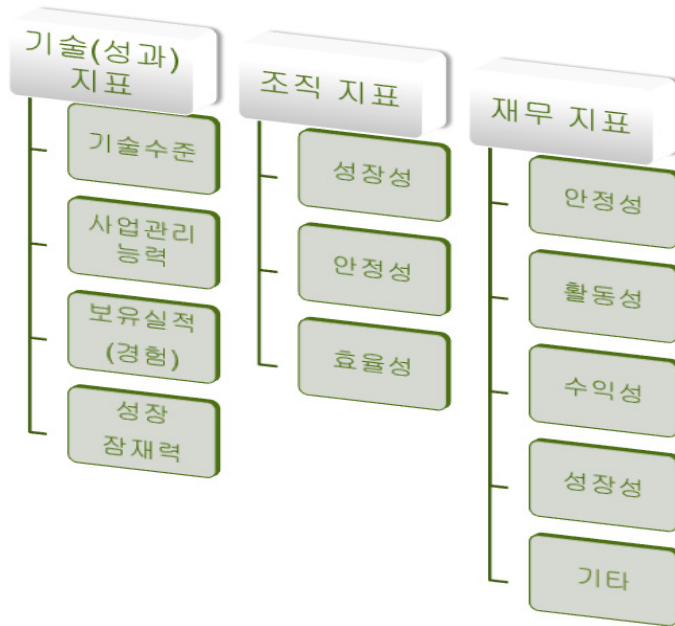 기술(성과)
지표
기술수준
사업관리
능력
보유실적
(경험)
성장
잠재력
조직 지표
성장성
안정성
효율성
재무 지표
안정성
활동성
수익성
성장성
기타